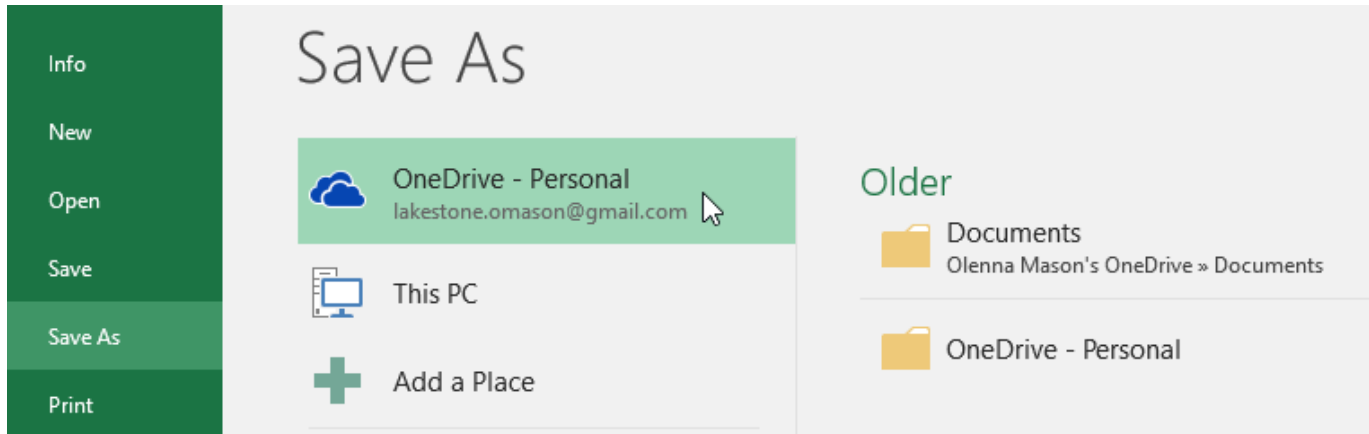 Info
New
Open
Save
Save As
Print
Save As
OneDrive - Personal
lakestone.omason@gmail.com
This PC
Add a Place
Older
Documents
Olenna Mason's OneDrive » Documents
OneDrive - Personal